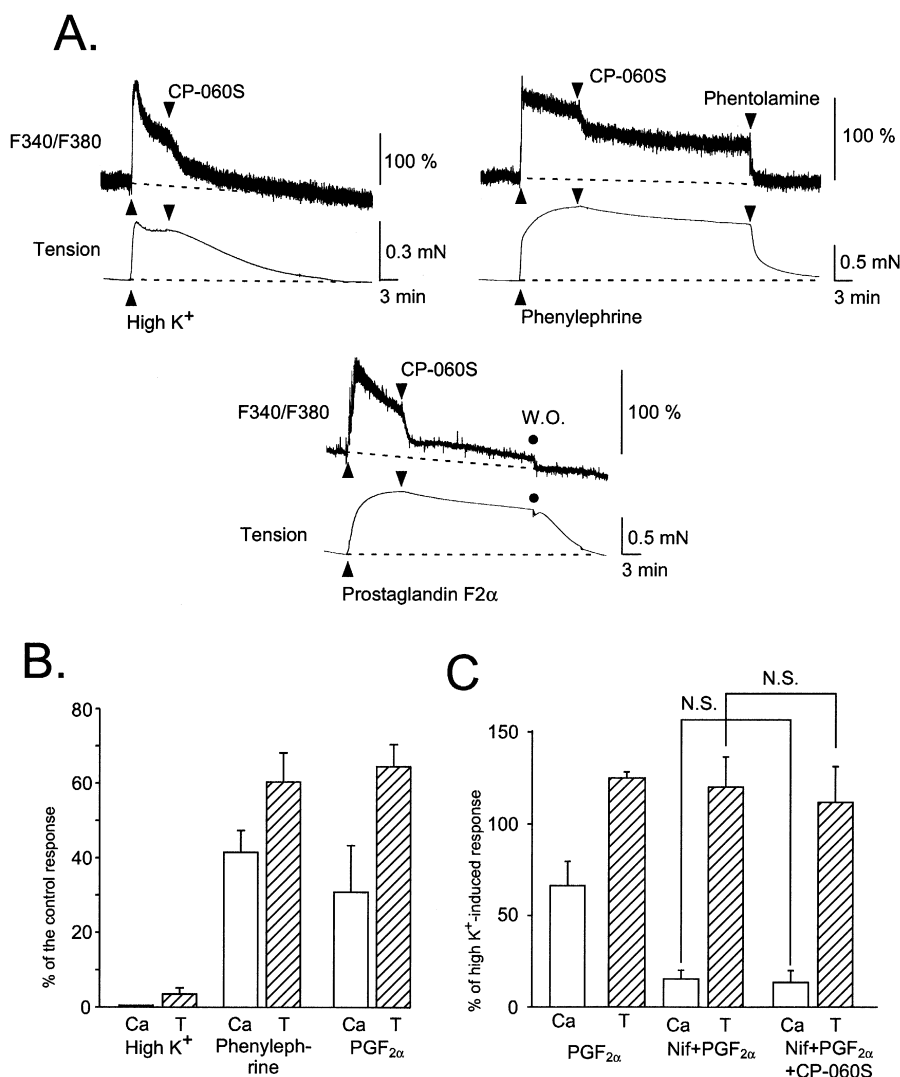 A.
CP-060S
F340/F380
100 %
Tension
0.3 mN
3 min
High K+
CP-060S
Phentolamine
100 %
0.5 mN
3 min
Phenylephrine
CP-060S
F340/F380
W.O.
100 %
Tension
0.5 mN
3 min
Prostaglandin F2α
B.
% of the control response
80
60
40
20
0
Ca T Ca T Ca T
High K+
Phenyleph-
rine
PGF2α
C
N.S.
N.S.
% of high K+-induced response
150
100
50
0
Ca T Ca T Ca T
PGF2α
Nif+PGF2α
Nif+PGF2α
+CP-060S